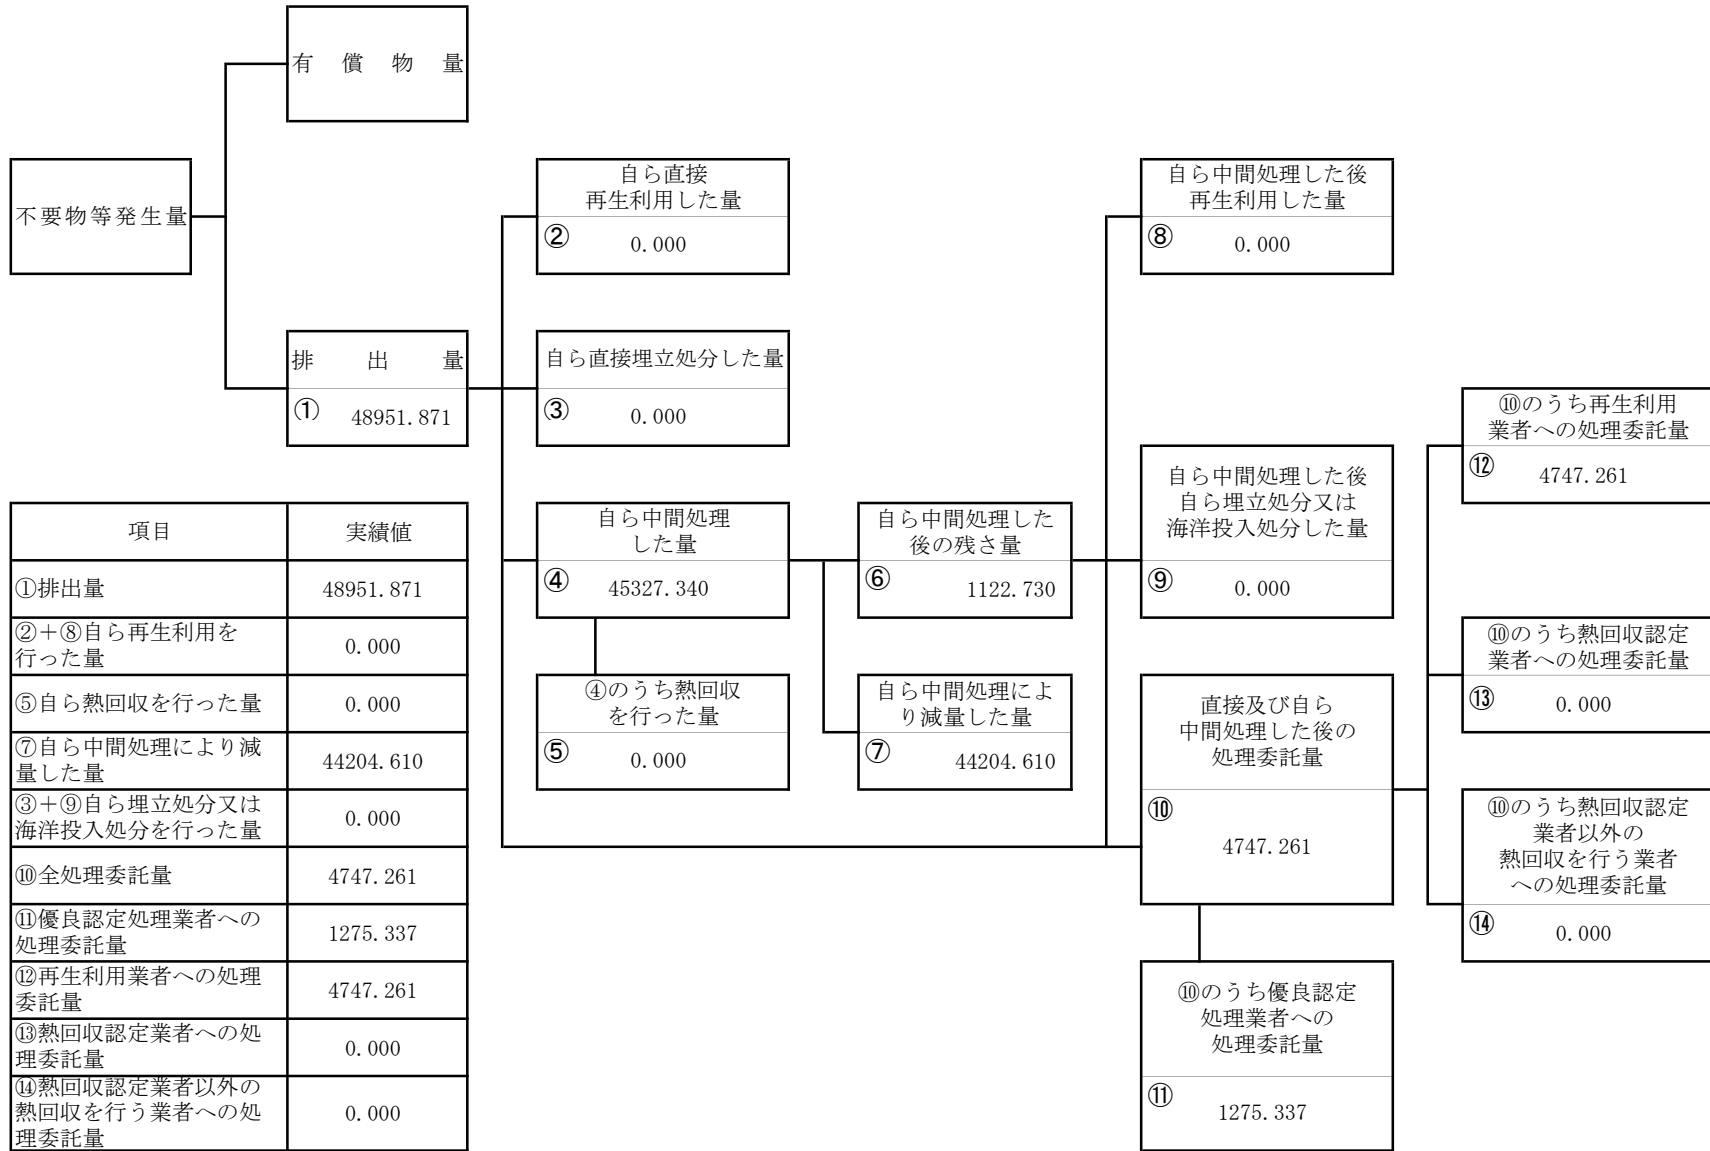 有償物量
不要物等発生量
排出量
① 48951.871
自ら直接
再生利用した量
② 0.000
自ら直接埋立処分した量
③ 0.000
自ら中間処理
した量
④ 45327.340
④のうち熱回収
を行った量
⑤ 0.000
自ら中間処理した
後の残さ量
⑥ 1122.730
自ら中間処理によ
り減量した量
⑦ 44204.610
自ら中間処理した後
再生利用した量
⑧ 0.000
自ら中間処理した後
自ら埋立処分又は
海洋投入処分した量
⑨ 0.000
直接及び自ら
中間処理した後の
処理委託量
⑩
4747.261
⑩のうち優良認定
処理業者への
処理委託量
⑪
1275.337
⑩のうち再生利用
業者への処理委託量
⑫ 4747.261
⑩のうち熱回収認定
業者への処理委託量
⑬ 0.000
⑩のうち熱回収認定
業者以外の
熱回収を行う業者
への処理委託量
⑭ 0.000
項目 実績値
①排出量 48951.871
②+⑧自ら再生利用を
行った量
0.000
⑤自ら熱回収を行った量 0.000
⑦自ら中間処理により減
量した量
44204.610
③+⑨自ら埋立処分又は
海洋投入処分を行った量
0.000
⑩全処理委託量 4747.261
⑪優良認定処理業者への
処理委託量
1275.337
⑫再生利用業者への処理
委託量
4747.261
⑬熱回収認定業者への処
理委託量
0.000
⑭熱回収認定業者以外の
熱回収を行う業者への処
理委託量
0.000